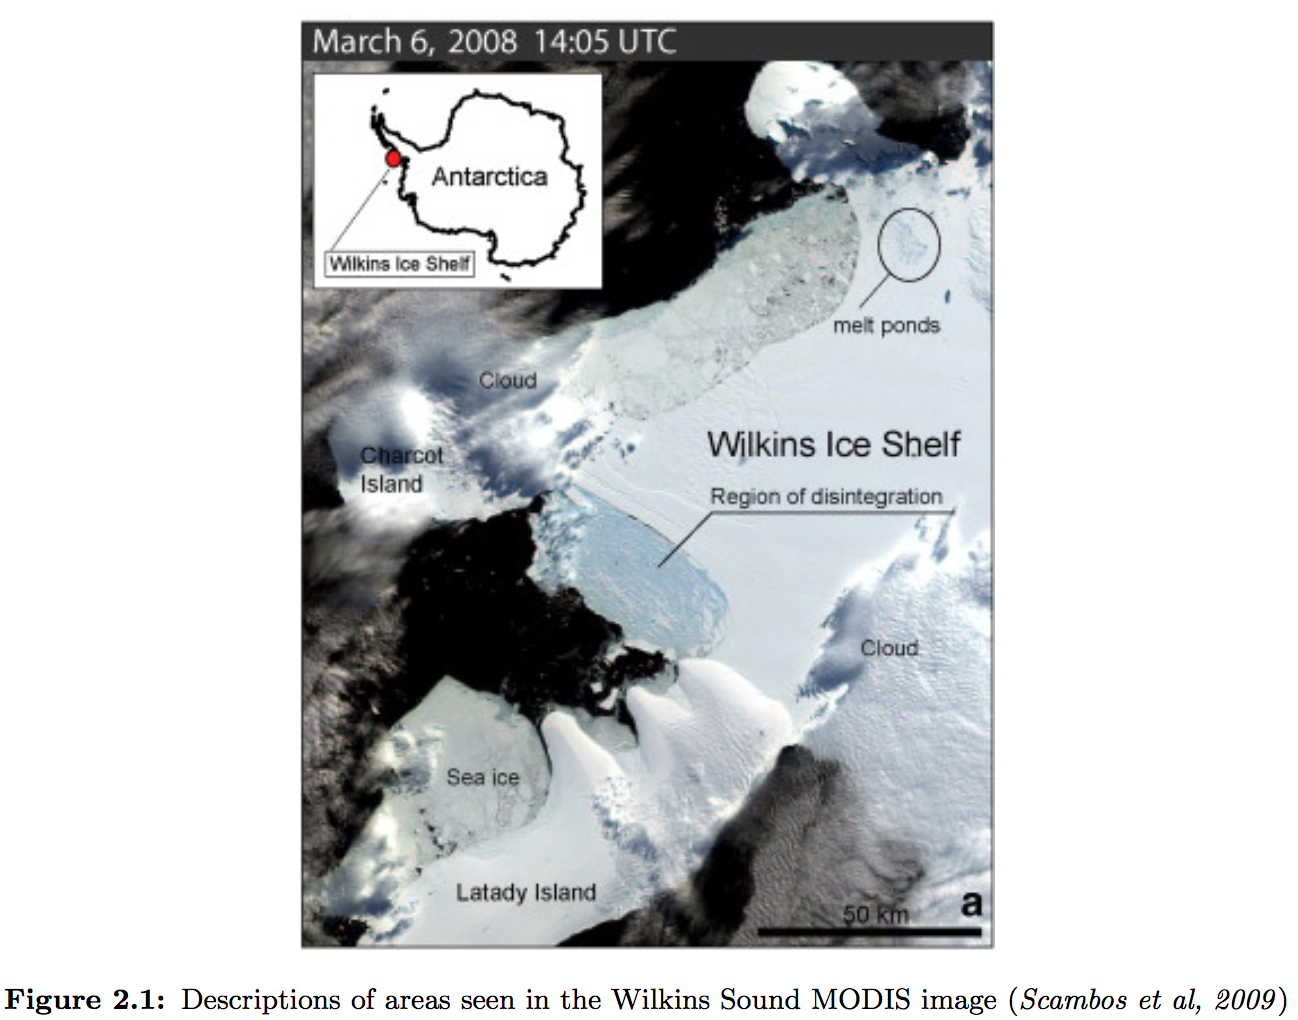 March 6, 2008 14:05 UTC
Antarctica
Wilkins Ice Shelf
melt ponds
Cloud
Wilkins Ice Shelf
Charcot
Island
Region of disintegration
Cloud
Sea ice
Latady Island
50 km
a
Figure 2.1: Descriptions of areas seen in the Wilkins Sound MODIS image (Scambos et al, 2009)